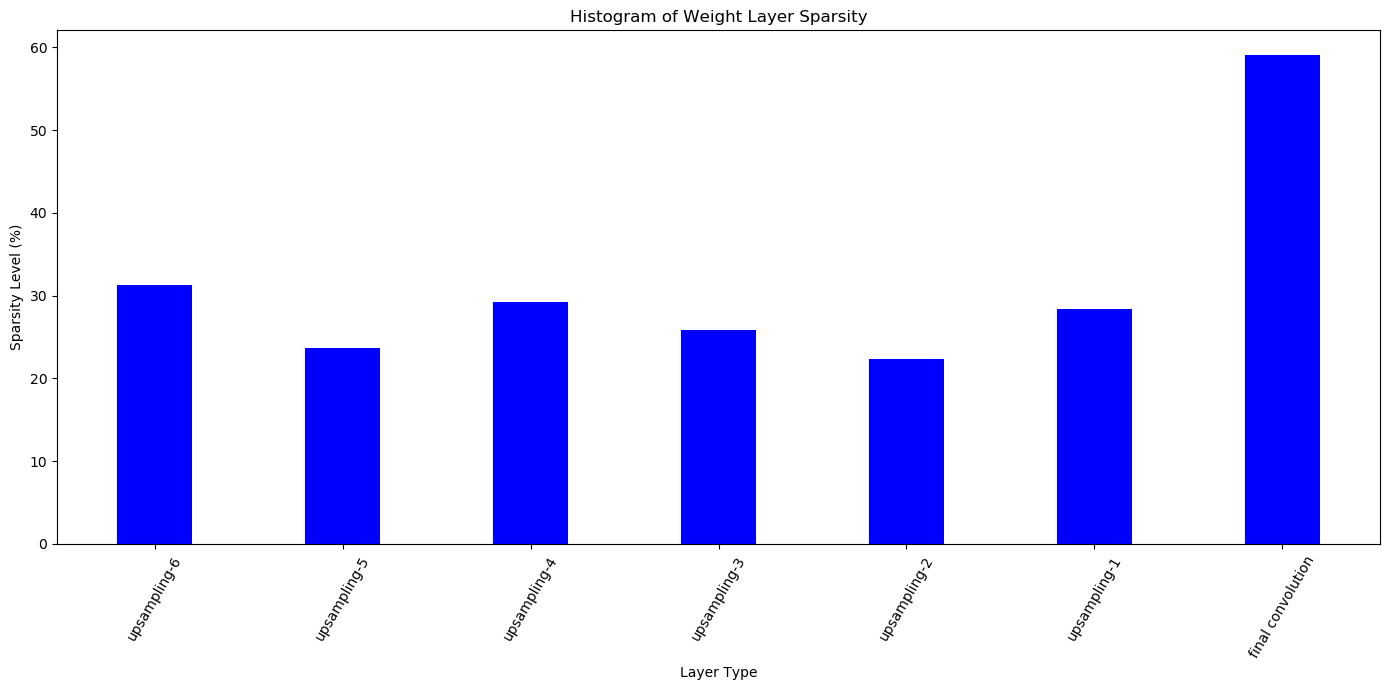 Histogram of Weight Layer Sparsity
Sparsity Level (%)
60
50
40
30
20
10
0
upsampling-6
upsampling-5
upsampling-4
upsampling-3
upsampling-2
upsampling-1
final convolution
Layer Type